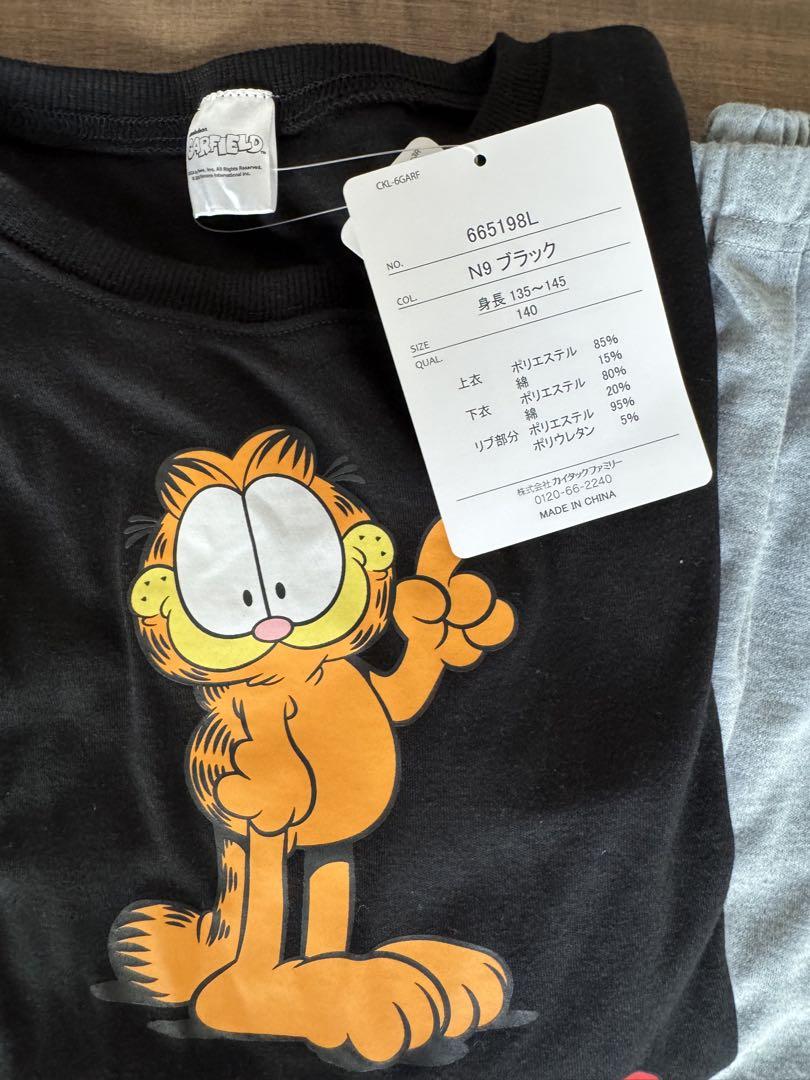 GARFIELD
CKL-6GARF
NO. 665198L
COL. N9 ブラック
SIZE 身長 135～145
140
QUAL.
上衣 ポリエステル 85%
綿 15%
下衣 ポリエステル 80%
綿 20%
リブ部分 ポリエステル 95%
ポリウレタン 5%
株式会社カイタックファミリー
0120-66-2240
MADE IN CHINA